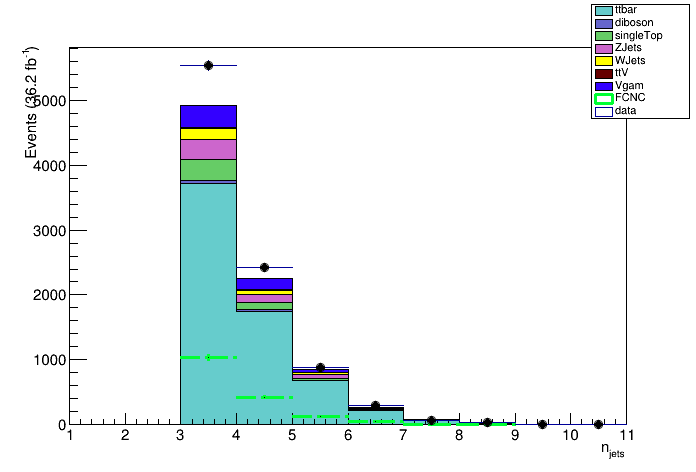 ttbar
diboson
singleTop
ZJets
WJets
ttV
Vgam
FCNC
data
Events (36.2 fb⁻¹)
5000
4000
3000
2000
1000
0
1 2 3 4 5 6 7 8 9 10 11
n_jets